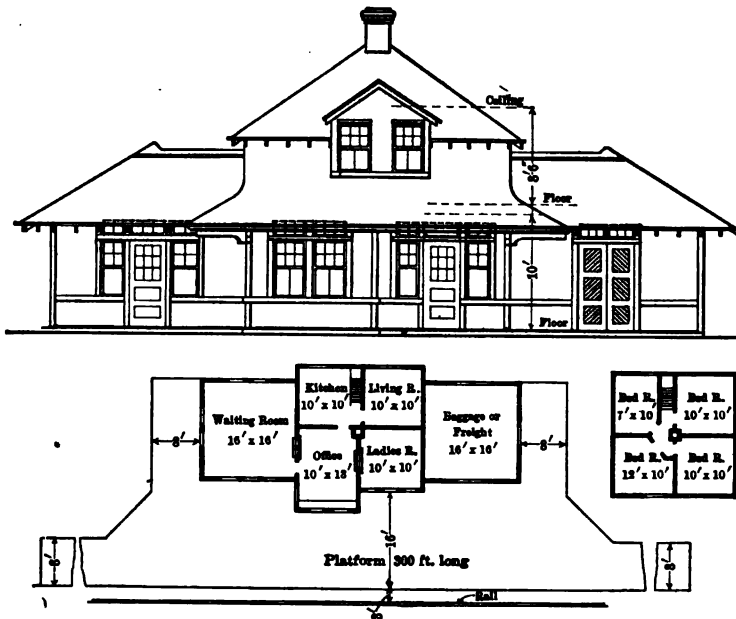 Ceiling
8'6"
Floor
10'
Floor
Kitchen
10' x 10'
Living R.
10' x 10'
Waiting Room
16' x 16'
Baggage or
Freight
16' x 16'
Office
10' x 13'
Ladies R.
10' x 10'
Bed R.
7' x 10'
Bed R.
10' x 10'
Bed R.
12' x 10'
Bed R.
10' x 10'
8'
8'
16'
Platform 300 ft. long
8'
8'
Rail